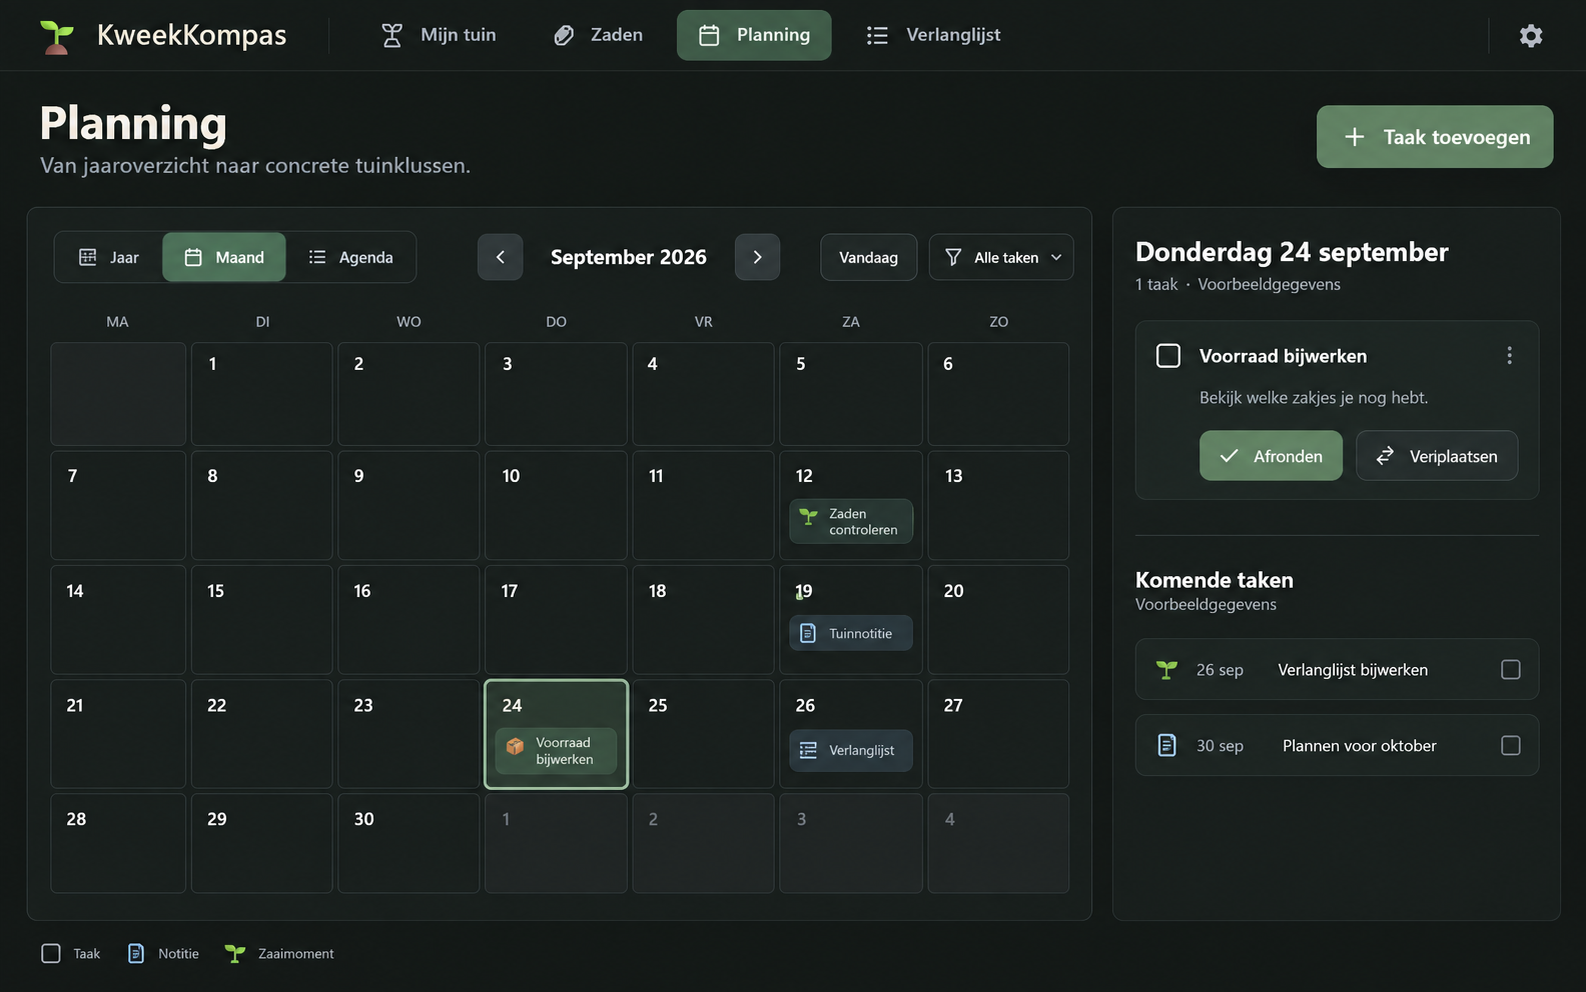 KweekKompas
Mijn tuin
Zaden
Planning
Verlanglijst
Planning
Van jaaroverzicht naar concrete tuinklussen.
Taak toevoegen
Jaar
Maand
Agenda
September 2026
Vandaag
Alle taken
MA DI WO DO VR ZA ZO
1 2 3 4 5 6
7 8 9 10 11 12 13
Zaden
controleren
14 15 16 17 18 19 20
Tuinnotitie
21 22 23 24 25 26 27
Voorraad
bijwerken
Verlanglijst
28 29 30 1 2 3 4
Taak
Notitie
Zaaimoment
Donderdag 24 september
1 taak · Voorbeeldgegevens
Voorraad bijwerken
Bekijk welke zakjes je nog hebt.
Afronden
Veriplaatsen
Komende taken
Voorbeeldgegevens
26 sep Verlanglijst bijwerken
30 sep Plannen voor oktober